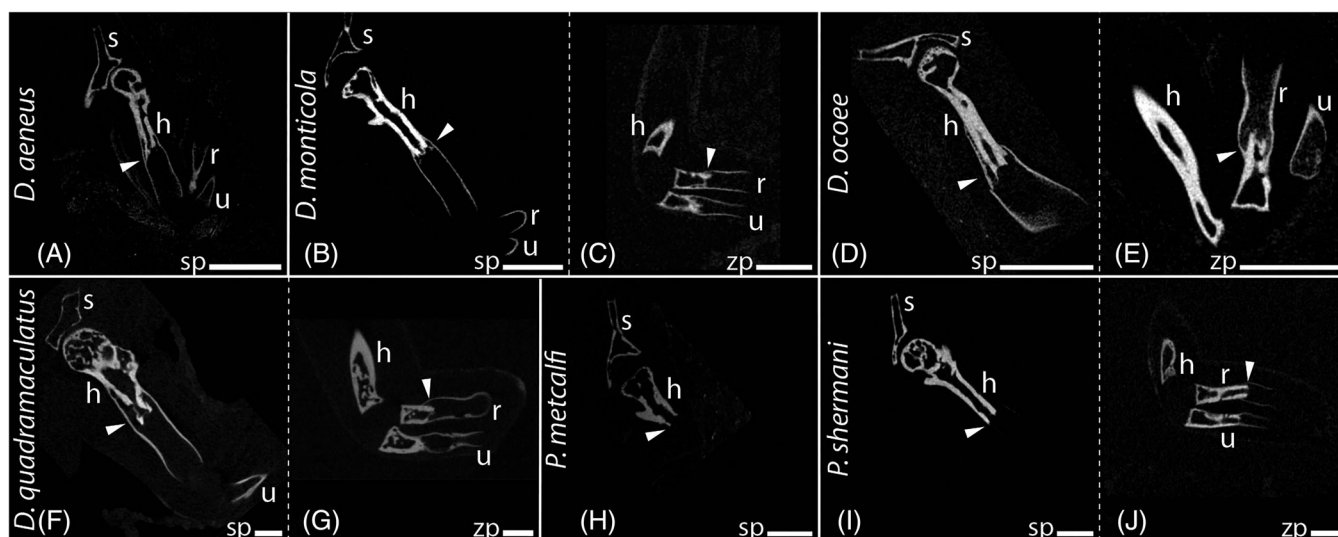 D. aeneus
s
h
r
u
(A)
sp
D. monticola
s
h
r
u
(B)
sp
h
r
u
(C)
zp
D. ocoee
s
h
(D)
sp
h
r
u
(E)
zp
D. quadramaculatus
s
h
u
(F)
sp
h
r
u
(G)
zp
P. metcalfi
s
h
(H)
sp
P. shermani
s
h
(I)
sp
h
r
u
(J)
zp